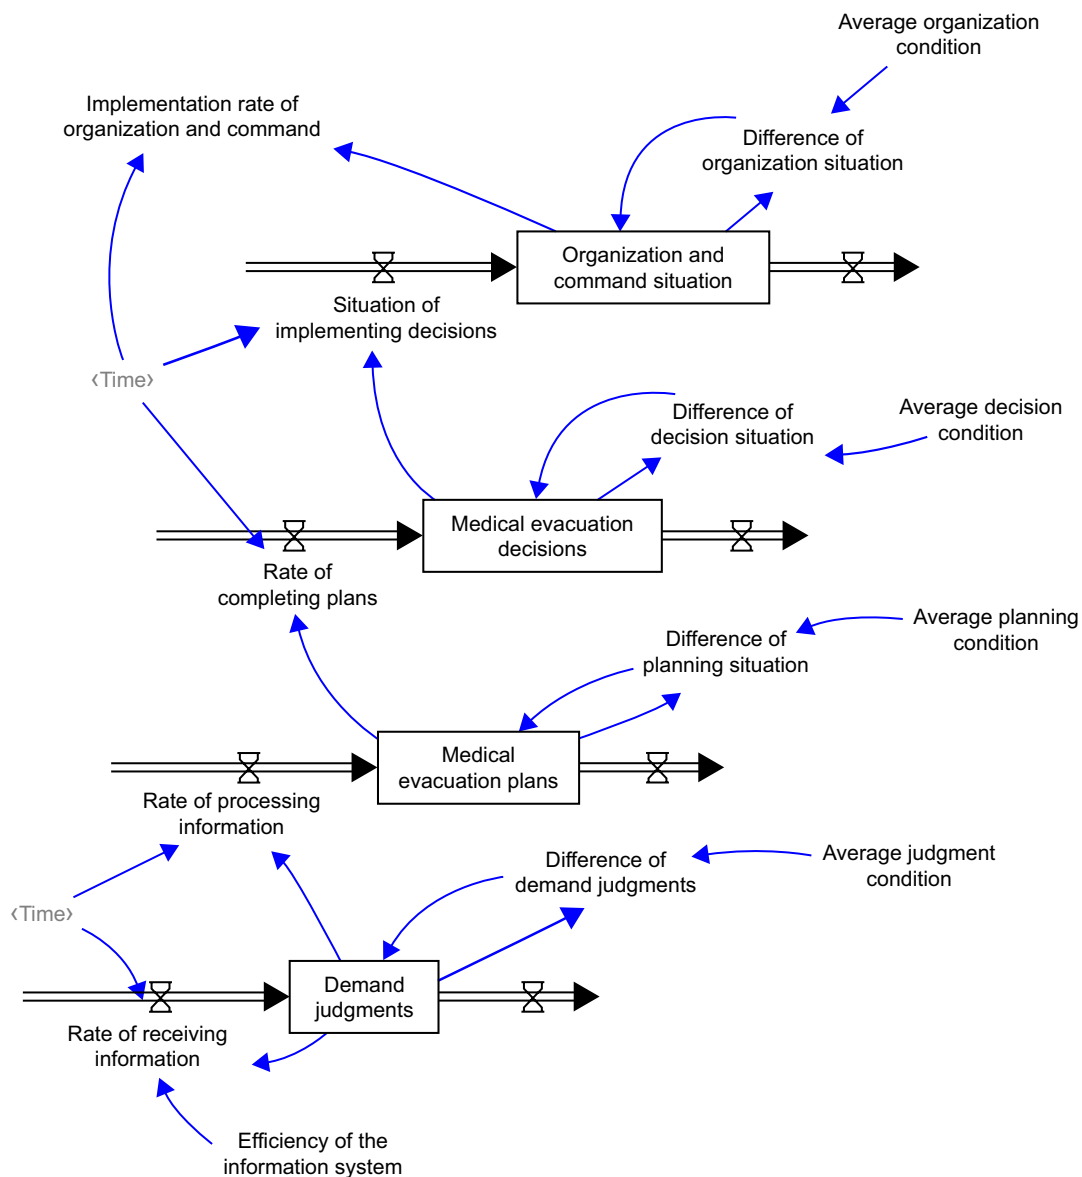 Average organization
condition
Implementation rate of
organization and command
Difference of
organization situation
Organization and
command situation
Situation of
implementing decisions
‹Time›
Difference of
decision situation
Average decision
condition
Medical evacuation
decisions
Rate of
completing plans
Difference of
planning situation
Average planning
condition
Medical
evacuation plans
Rate of processing
information
Difference of
demand judgments
Average judgment
condition
‹Time›
Demand
judgments
Rate of receiving
information
Efficiency of the
information system